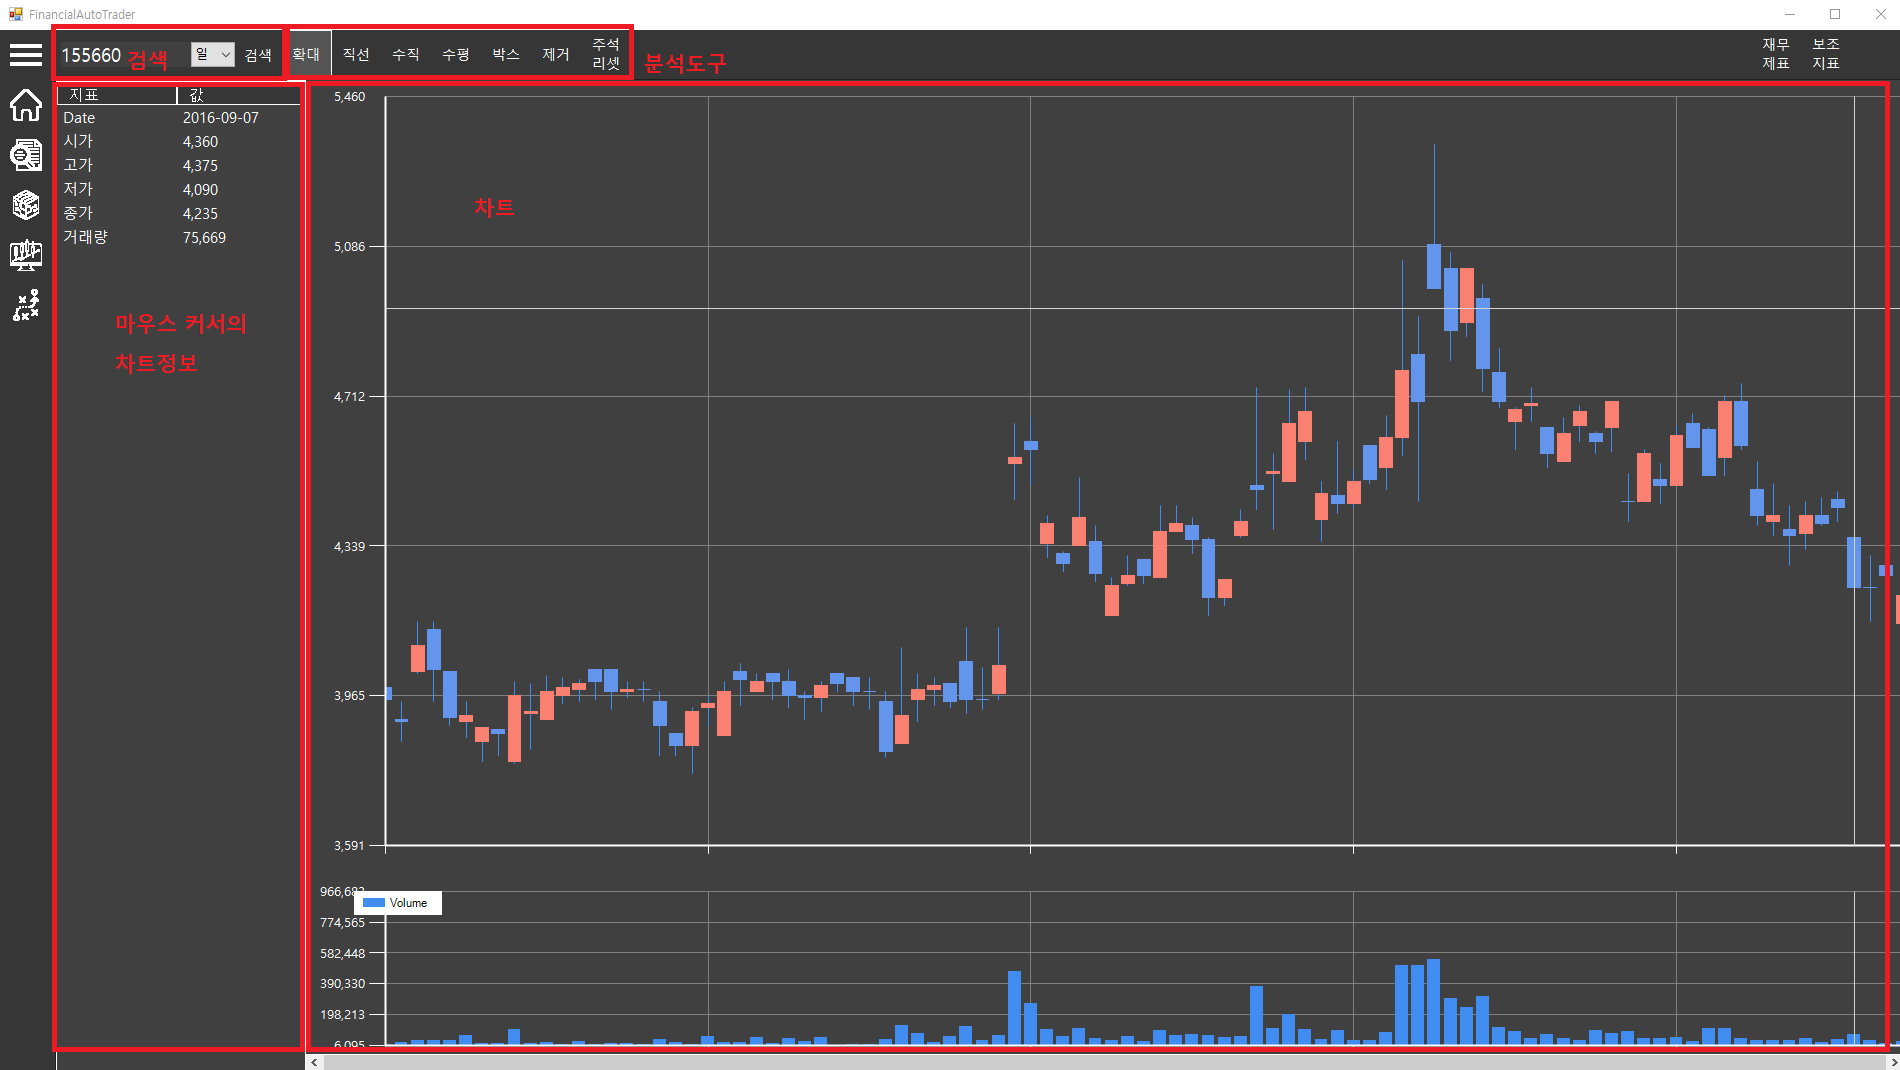 FinancialAutoTrader
155660 검색 일 검색
확대 직선 수직 수평 박스 제거 주석 리셋
분석도구
재무 제표
보조 지표
지표 값
Date 2016-09-07
시가 4,360
고가 4,375
저가 4,090
종가 4,235
거래량 75,669
마우스 커서의
차트정보
차트
5,460
5,086
4,712
4,339
3,965
3,591
966,682
Volume
774,565
582,448
390,330
198,213
6,095